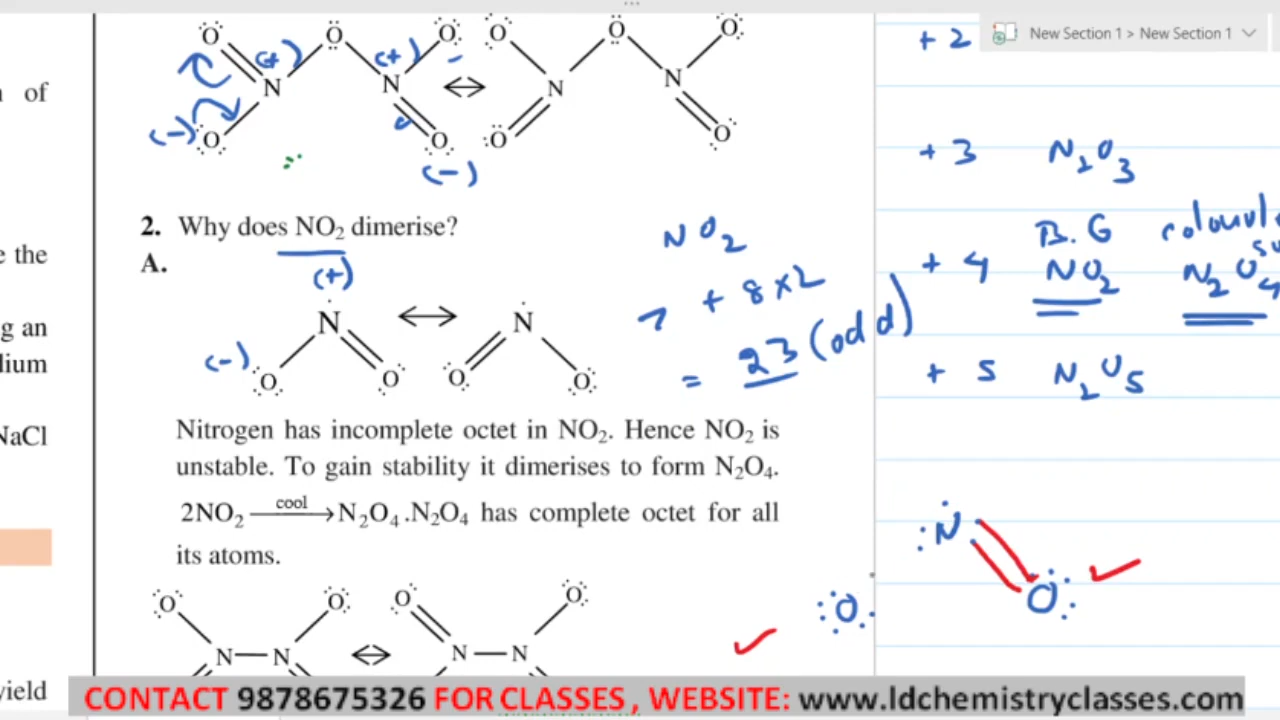 New Section 1 > New Section 1
+ 2
n of
+ 3 N2O3
2. Why does NO₂ dimerise?
A.
e the
NO2
7 + 8 x 2
= 23 (odd)
B.G
+ 4 NO2 N2O4
+ 5 N2O5
(+) (+)
(-) (-)
O O O O O O
N N N N
O O O O
(+)
N N
(-)
O O O O
g an
dium
NaCl
Nitrogen has incomplete octet in NO₂. Hence NO₂ is
unstable. To gain stability it dimerises to form N₂O₄.
2NO₂ cool → N₂O₄ .N₂O₄ has complete octet for all
its atoms.
N
O
O
O O O O
N — N ↔ N — N
yield
CONTACT 9878675326 FOR CLASSES , WEBSITE: www.ldchemistryclasses.com